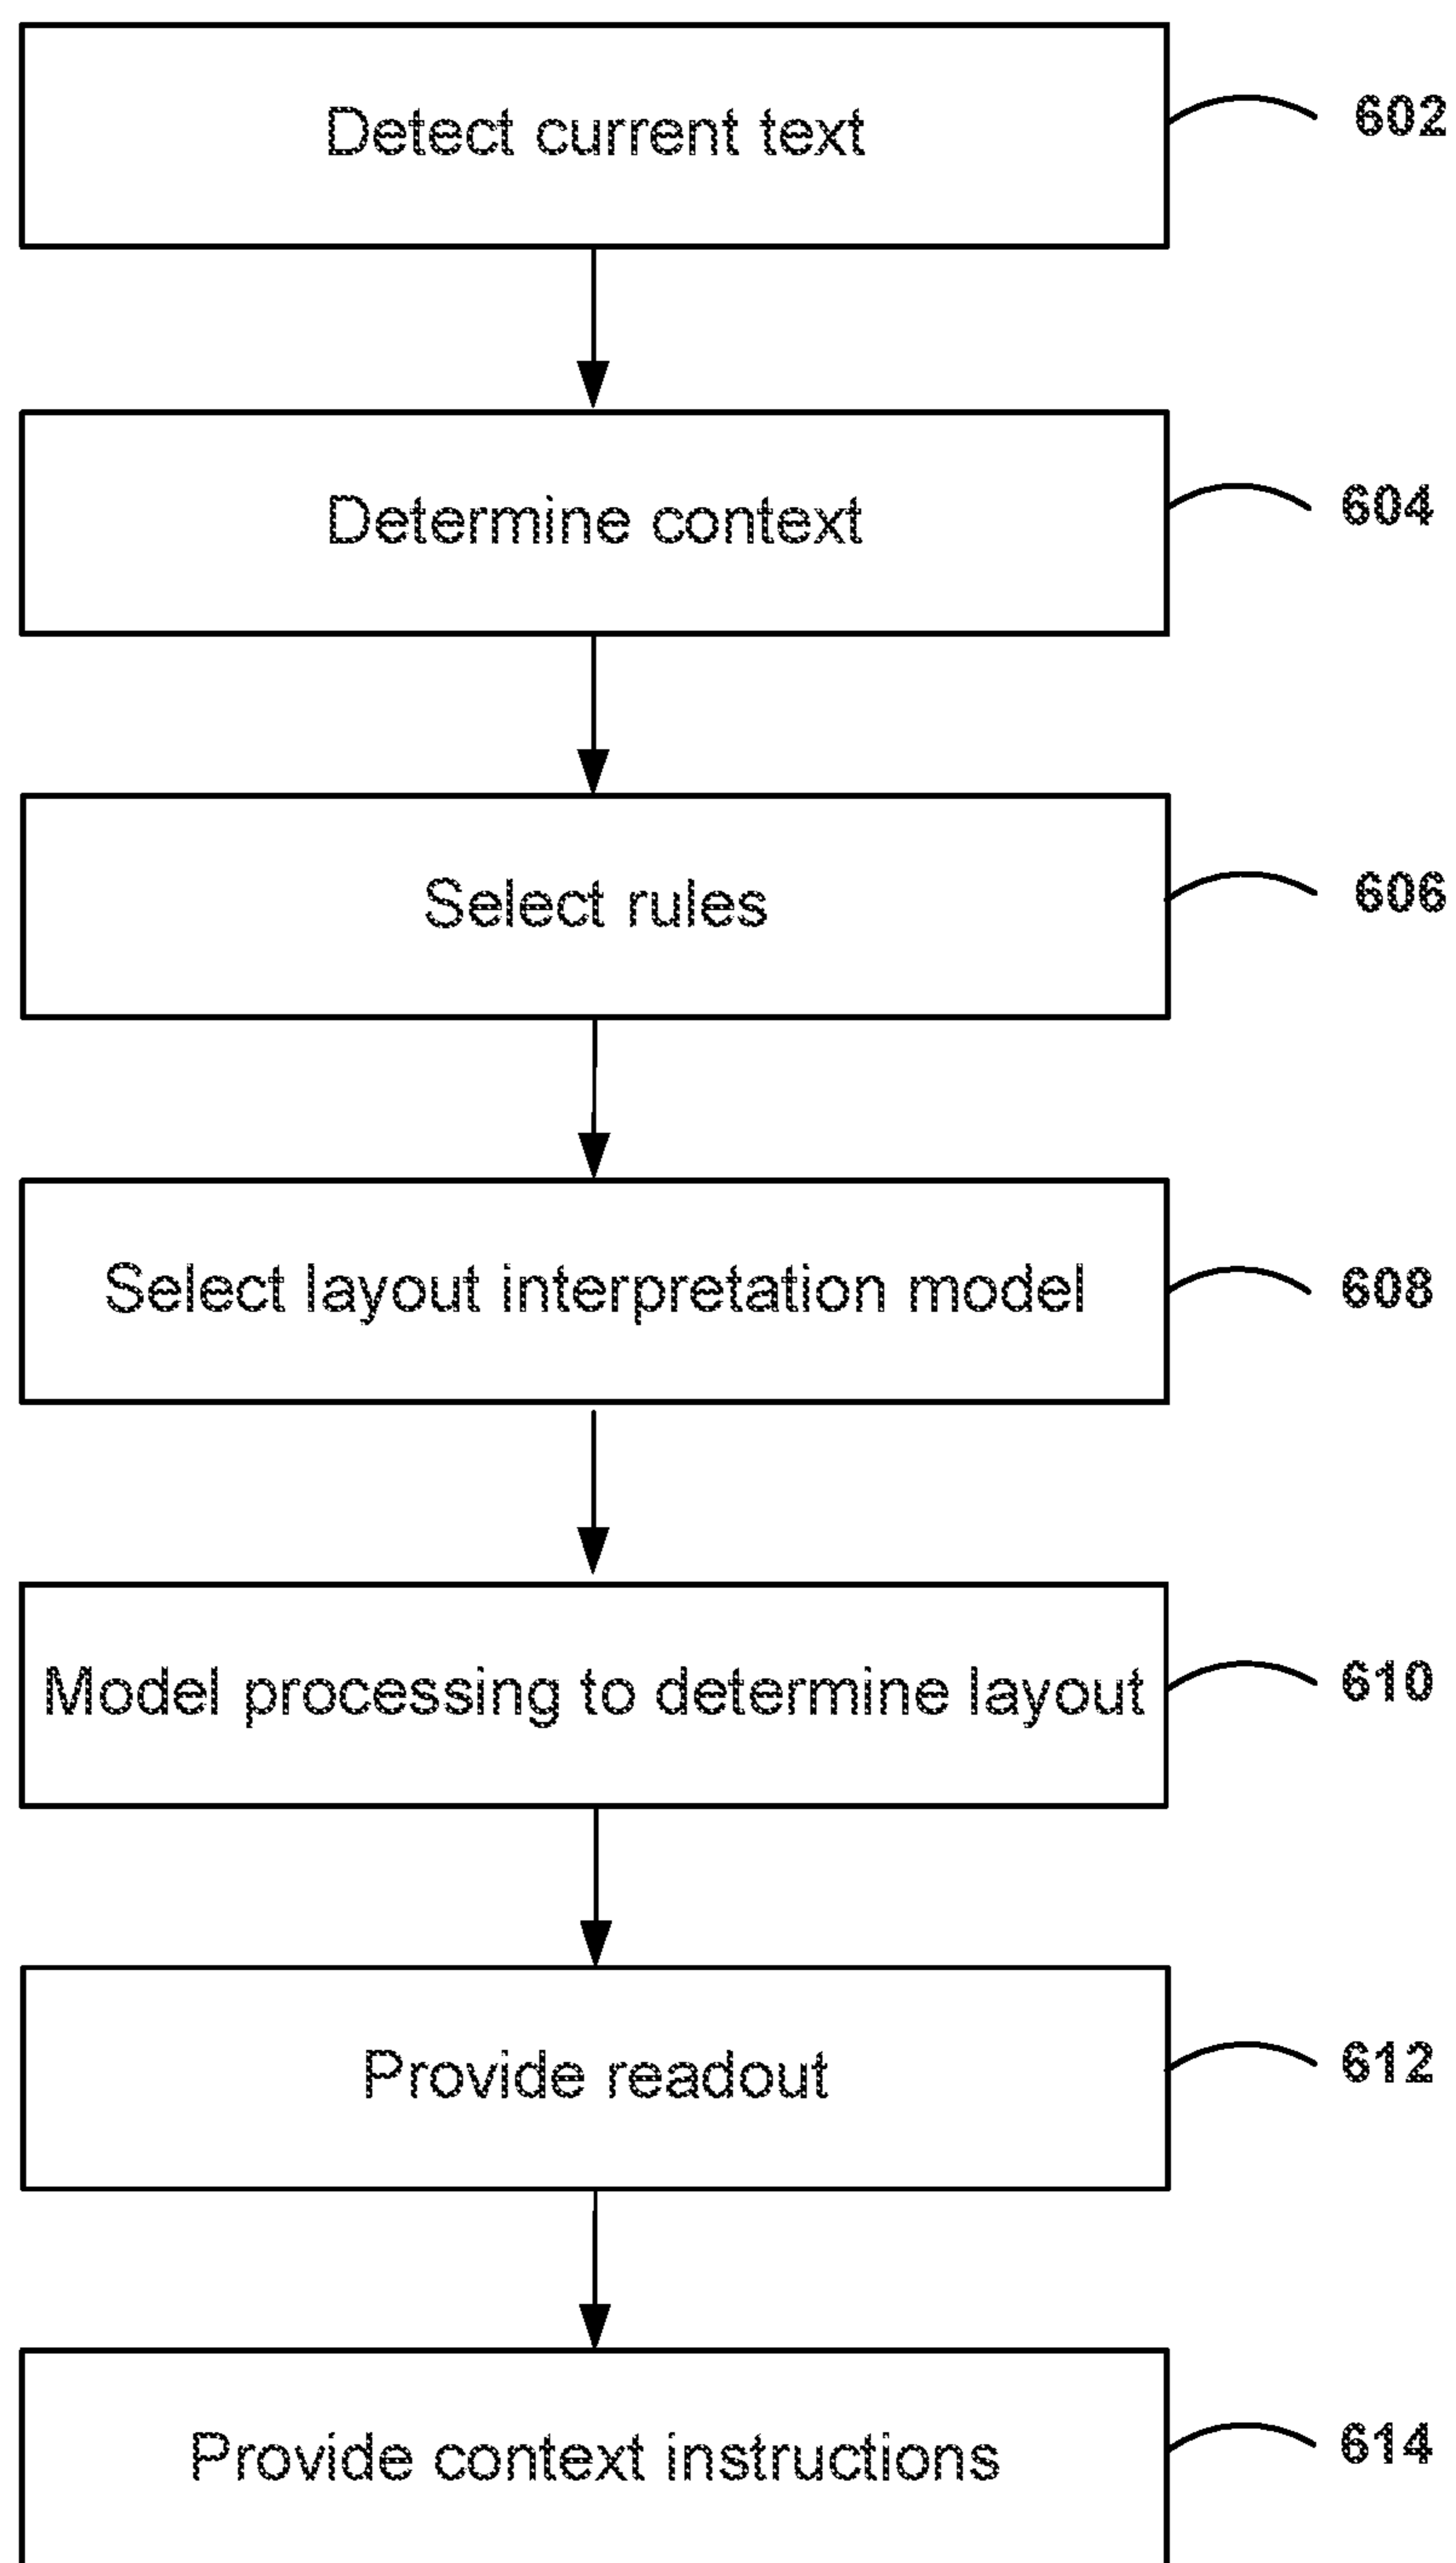 Detect current text
602
Determine context
604
Select rules
606
Select layout interpretation model
608
Model processing to determine layout
610
Provide readout
612
Provide context instructions
614